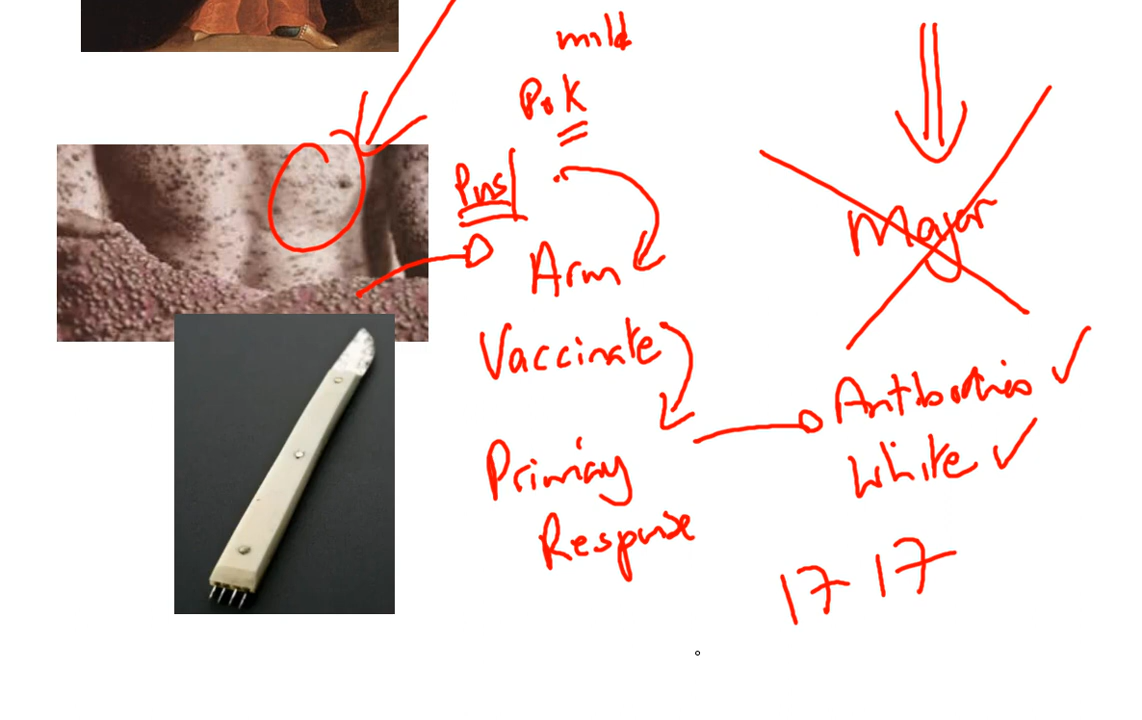 mild
Pok
Pus
Arm
Vaccinate
Primary
Response
Major
Antibodies ✓
White ✓
1717